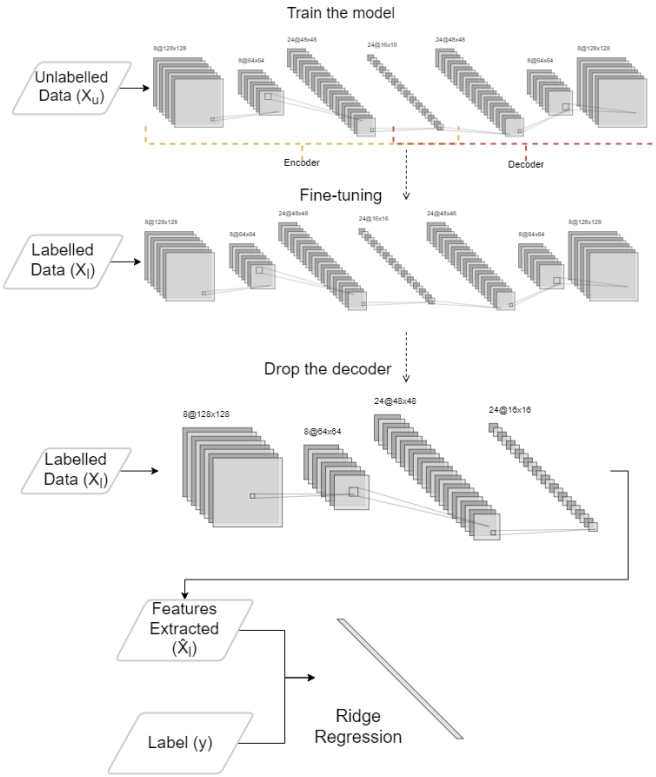 Train the model
8@128x128
8@64x64
24@48x48
24@16x16
24@48x48
8@64x64
8@128x128
Unlabelled
Data (Xu)
Encoder
Decoder
Fine-tuning
8@128x128
8@64x64
24@48x48
24@16x16
24@48x48
8@64x64
8@128x128
Labelled
Data (Xl)
Drop the decoder
8@128x128
8@64x64
24@48x48
24@16x16
Labelled
Data (Xl)
Features
Extracted
(X̂l)
Label (y)
Ridge
Regression